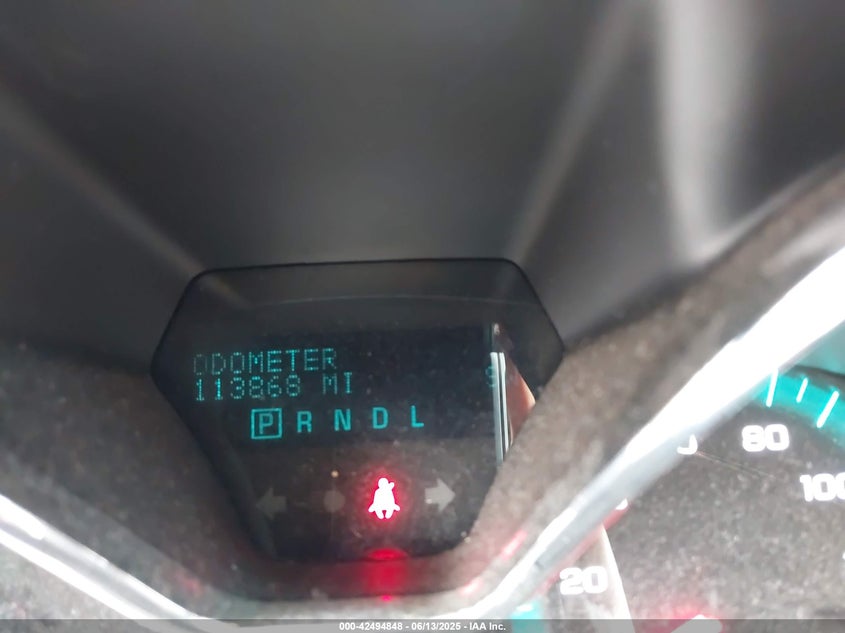 ODOMETER
113868 MI
S
P R N D L
80
100
20
000-42494848 - 06/13/2025 - IAA Inc.